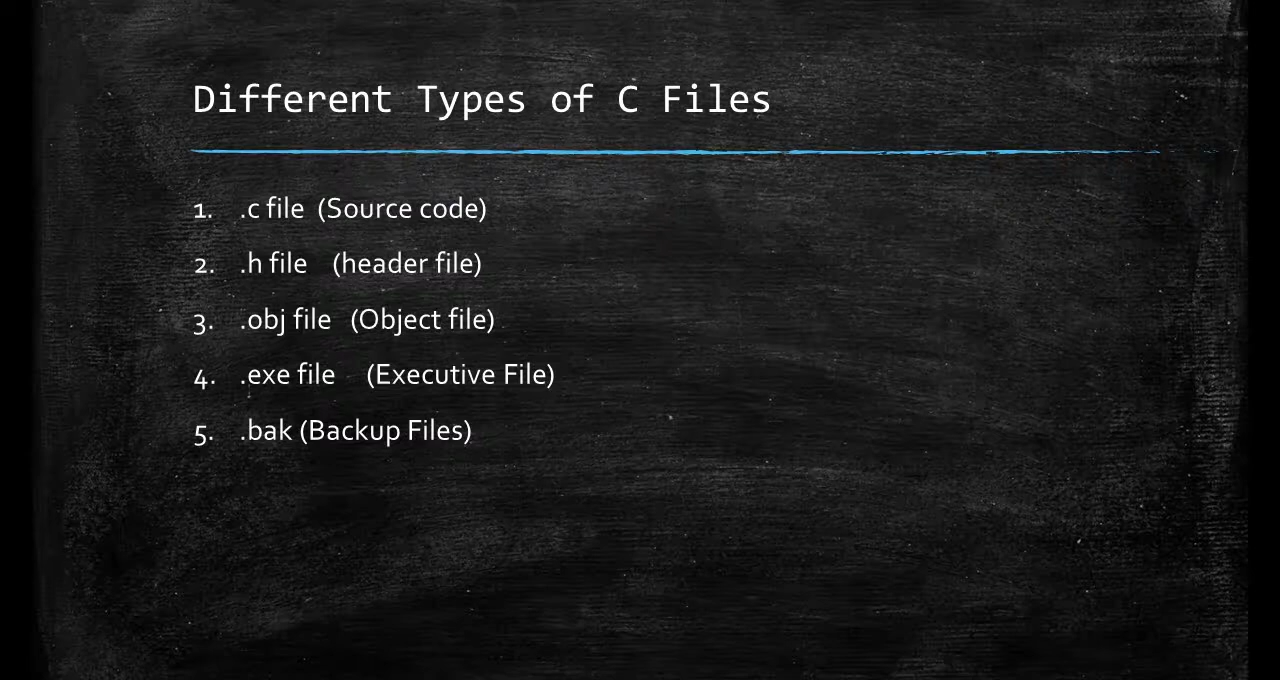 Different Types of C Files
1. .c file (Source code)
2. .h file (header file)
3. .obj file (Object file)
4. .exe file (Executive File)
5. .bak (Backup Files)